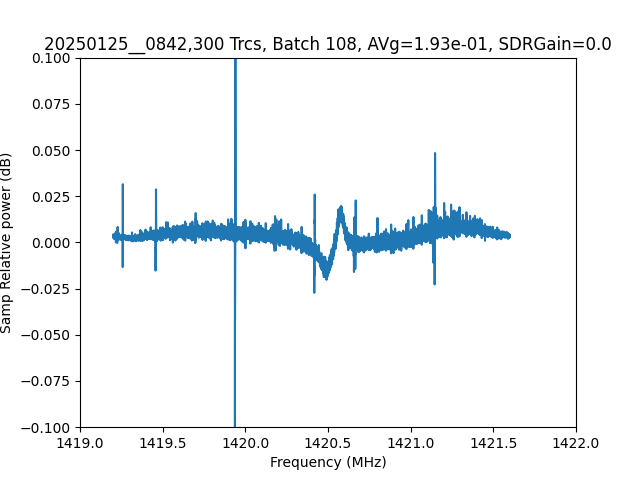 20250125__0842,300 Trcs, Batch 108, AVg=1.93e-01, SDRGain=0.0
0.100
0.075
0.050
0.025
0.000
−0.025
−0.050
−0.075
−0.100
Samp Relative power (dB)
1419.0 1419.5 1420.0 1420.5 1421.0 1421.5 1422.0
Frequency (MHz)